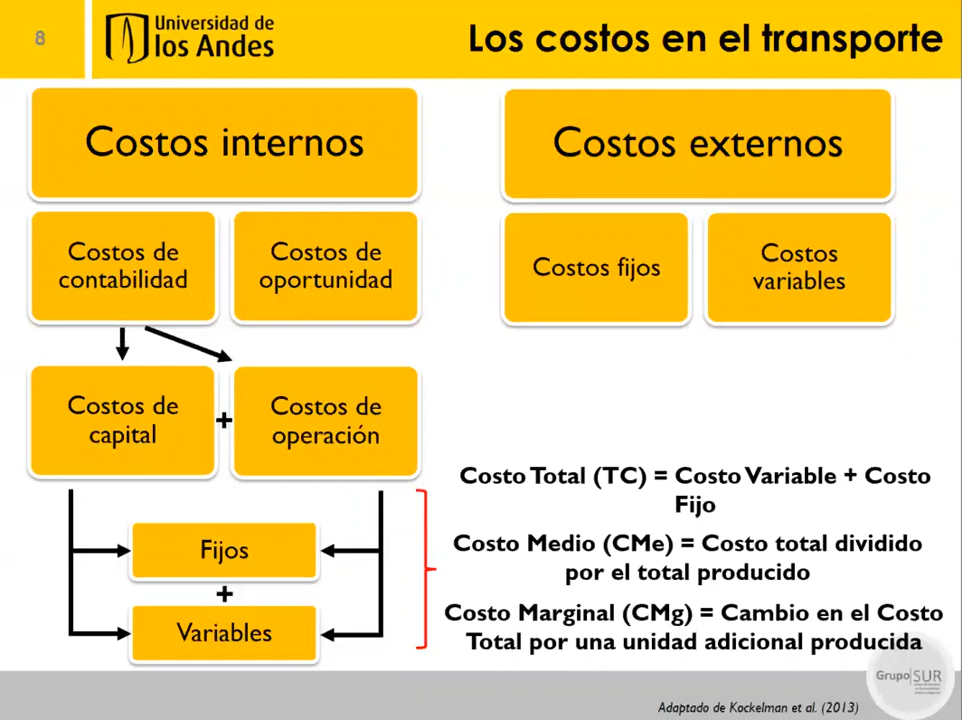 8
Universidad de
los Andes
Los costos en el transporte
Costos internos
Costos externos
Costos de
contabilidad
Costos de
oportunidad
Costos fijos
Costos
variables
Costos de
capital
+
Costos de
operación
Fijos
+
Variables
Costo Total (TC) = Costo Variable + Costo
Fijo
Costo Medio (CMe) = Costo total dividido
por el total producido
Costo Marginal (CMg) = Cambio en el Costo
Total por una unidad adicional producida
Grupo|SUR
Adaptado de Kockelman et al. (2013)